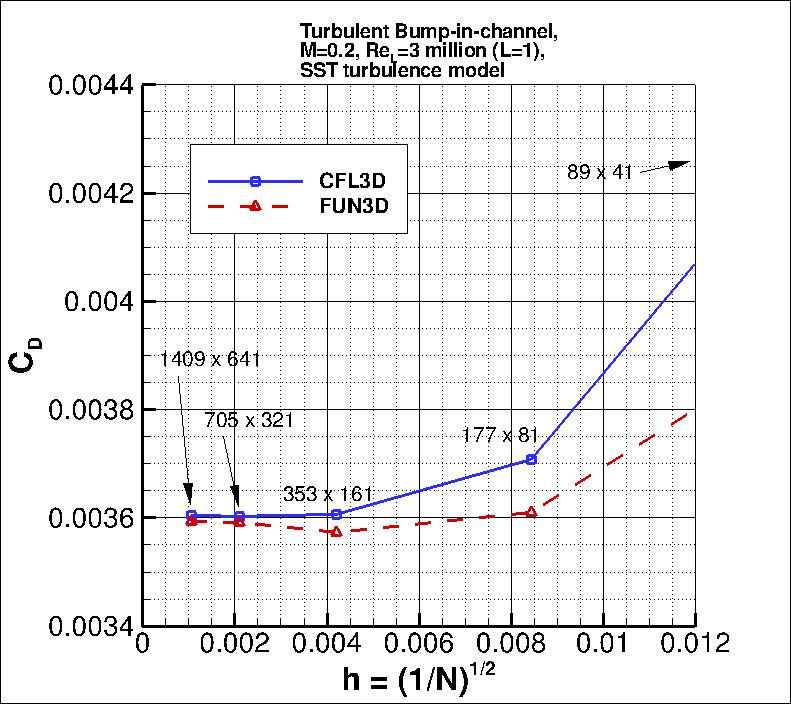 Turbulent Bump-in-channel,
M=0.2, Re_L=3 million (L=1),
SST turbulence model
0.0044
89 x 41
CFL3D
0.0042
FUN3D
0.004
C_D
1409 x 641
0.0038
705 x 321
177 x 81
353 x 161
0.0036
0.0034
0 0.002 0.004 0.006 0.008 0.01 0.012
h = (1/N)^1/2